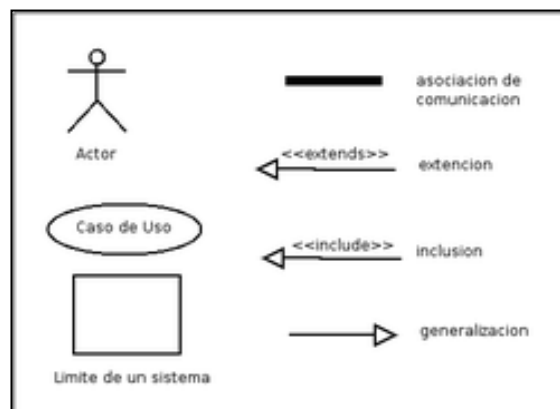 Actor
asociacion de
comunicacion
<<extends>>
extencion
Caso de Uso
<<include>>
inclusion
generalizacion
Limite de un sistema